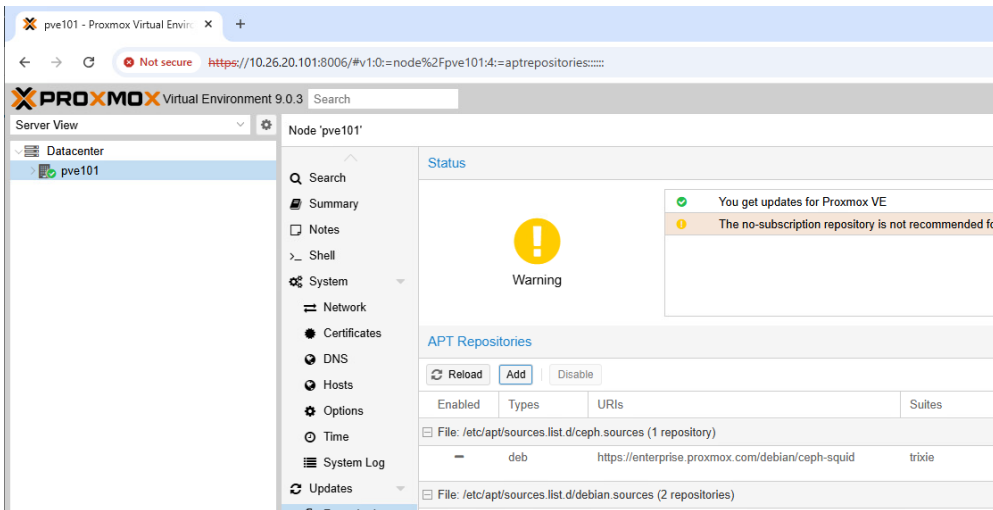 pve101 - Proxmox Virtual Enviro
Not secure https://10.26.20.101:8006/#v1:0:=node%2Fpve101:4:=aptrepositories::::::
PROXMOX Virtual Environment 9.0.3 Search
Server View
Node 'pve101'
Datacenter
pve101
Search
Summary
Notes
Shell
System
Network
Certificates
DNS
Hosts
Options
Time
System Log
Updates
Status
Warning
You get updates for Proxmox VE
The no-subscription repository is not recommended fo
APT Repositories
Reload Add Disable
Enabled Types URIs Suites
File: /etc/apt/sources.list.d/ceph.sources (1 repository)
deb https://enterprise.proxmox.com/debian/ceph-squid trixie
File: /etc/apt/sources.list.d/debian.sources (2 repositories)